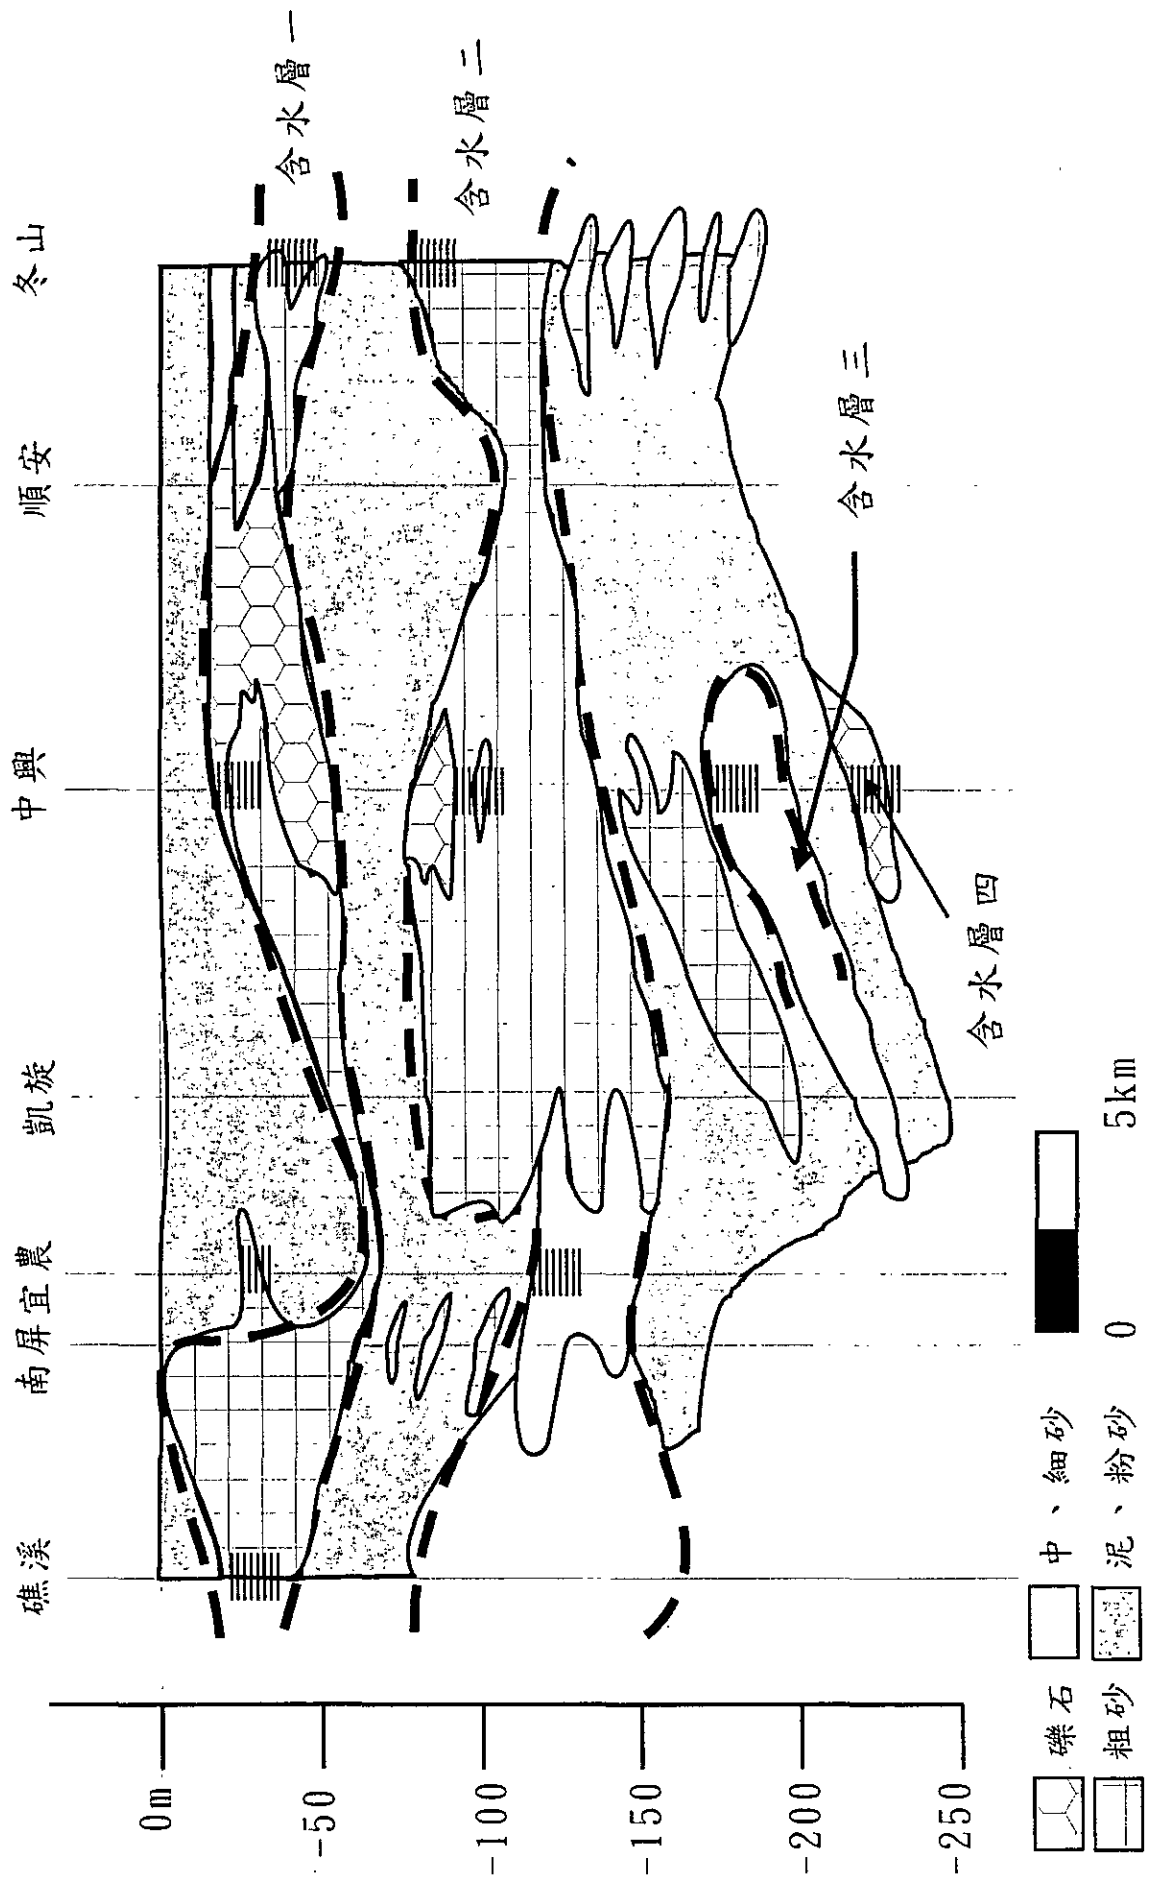 礁溪
南屏
宜農
凱旋
中興
順安
冬山
含水層一
含水層二
含水層三
含水層四
0m
-50
-100
-150
-200
-250
礫石
中、細砂
粗砂
泥、粉砂
0
5km